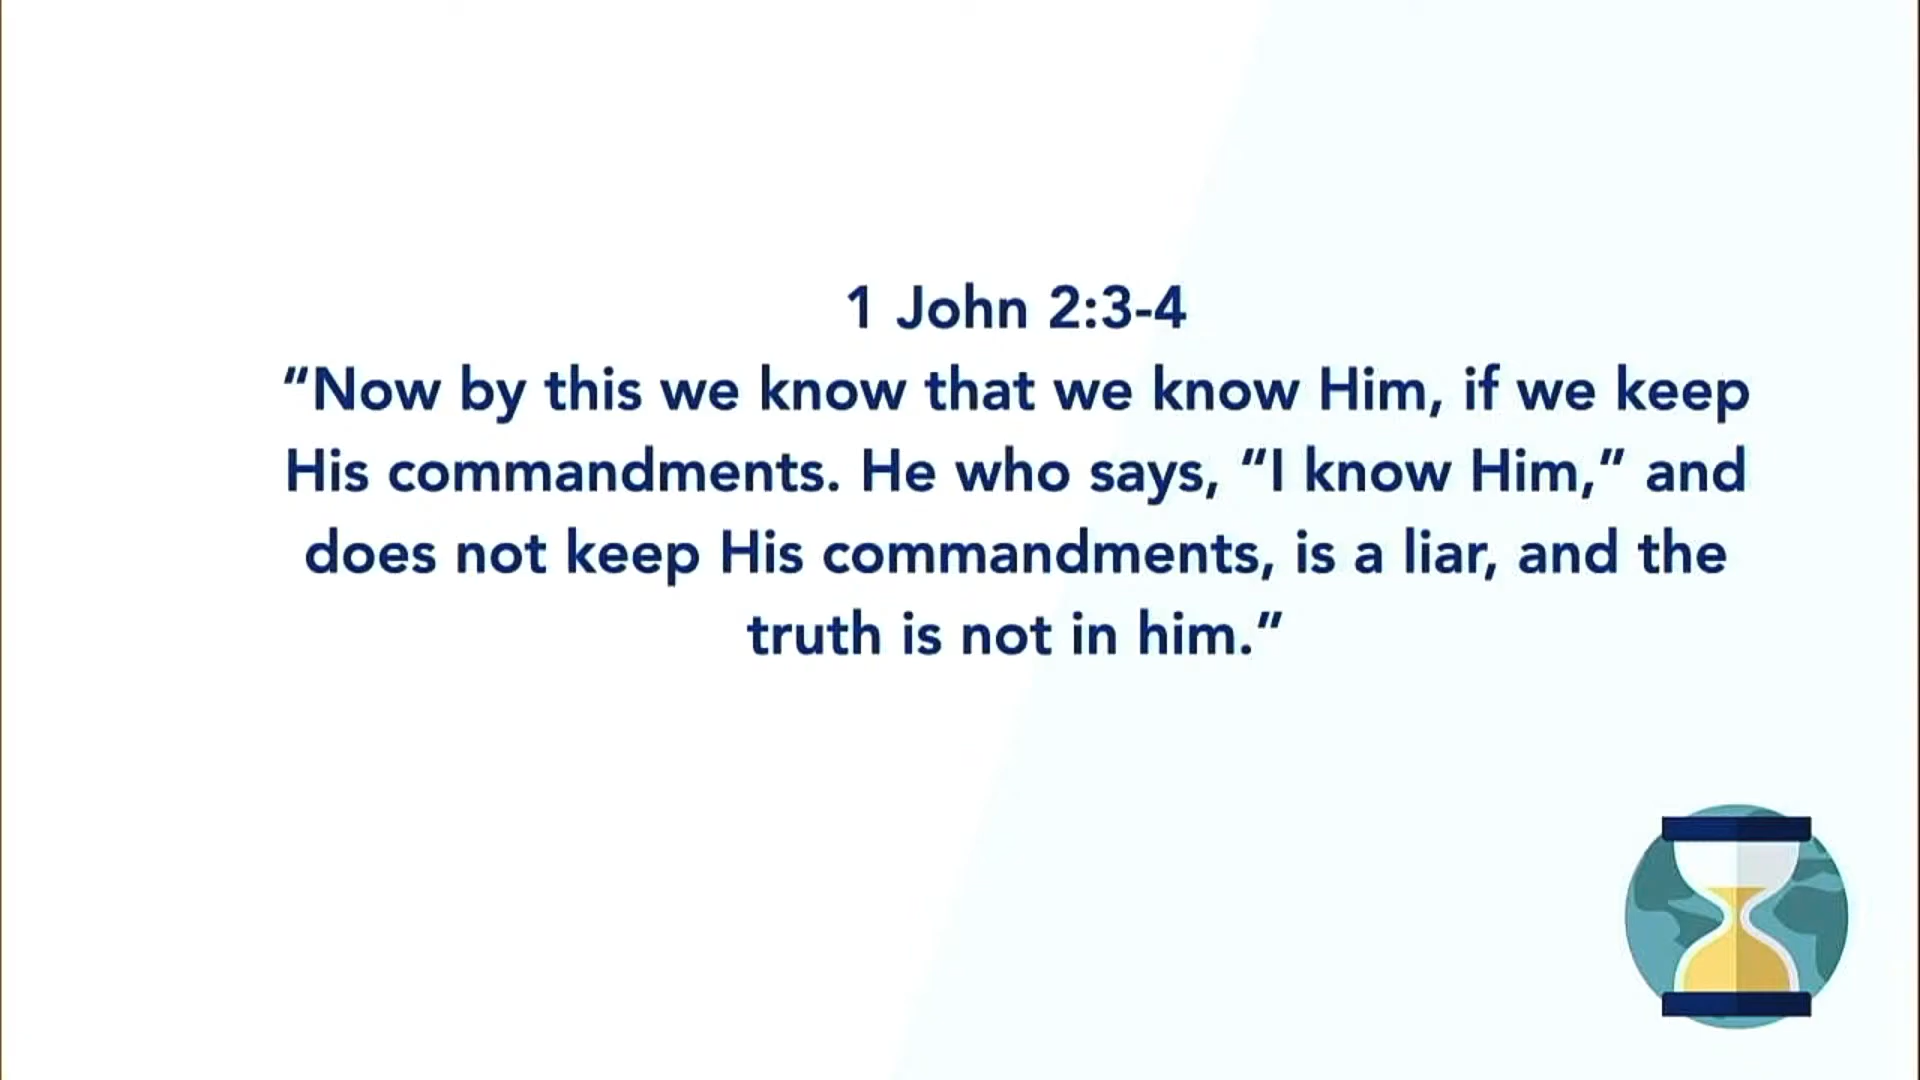 1 John 2:3-4
“Now by this we know that we know Him, if we keep
His commandments. He who says, “I know Him,” and
does not keep His commandments, is a liar, and the
truth is not in him.”